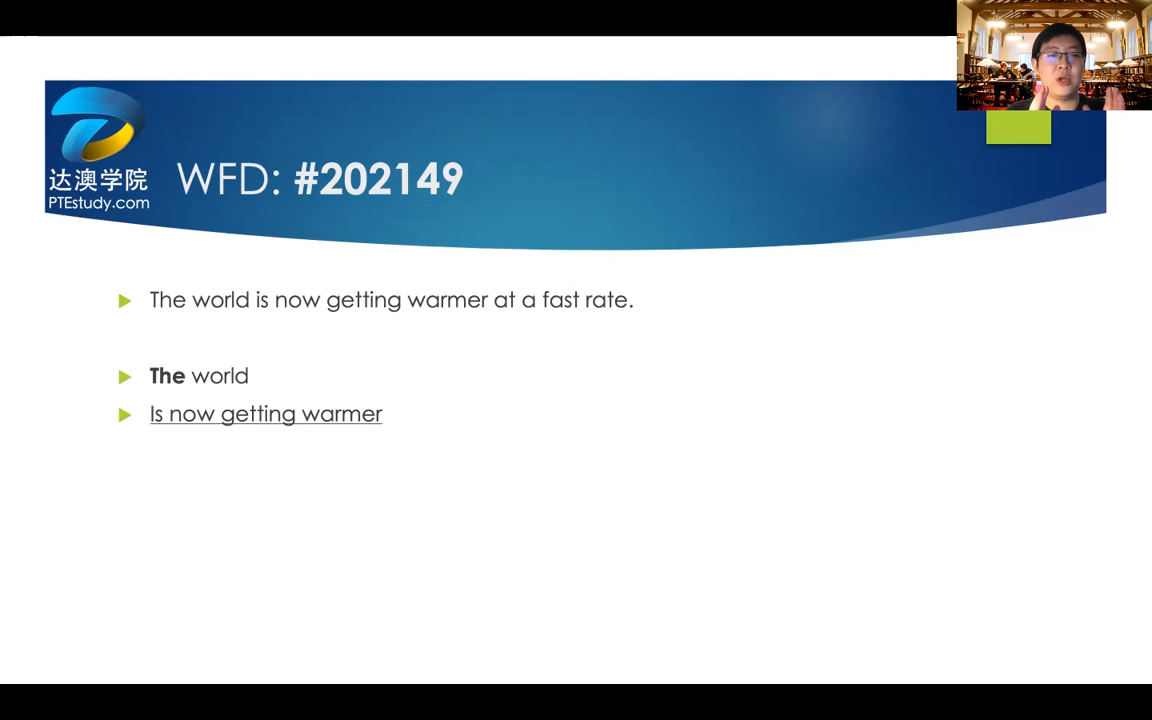 达澳学院
PTEstudy.com
WFD: #202149
The world is now getting warmer at a fast rate.
The world
Is now getting warmer